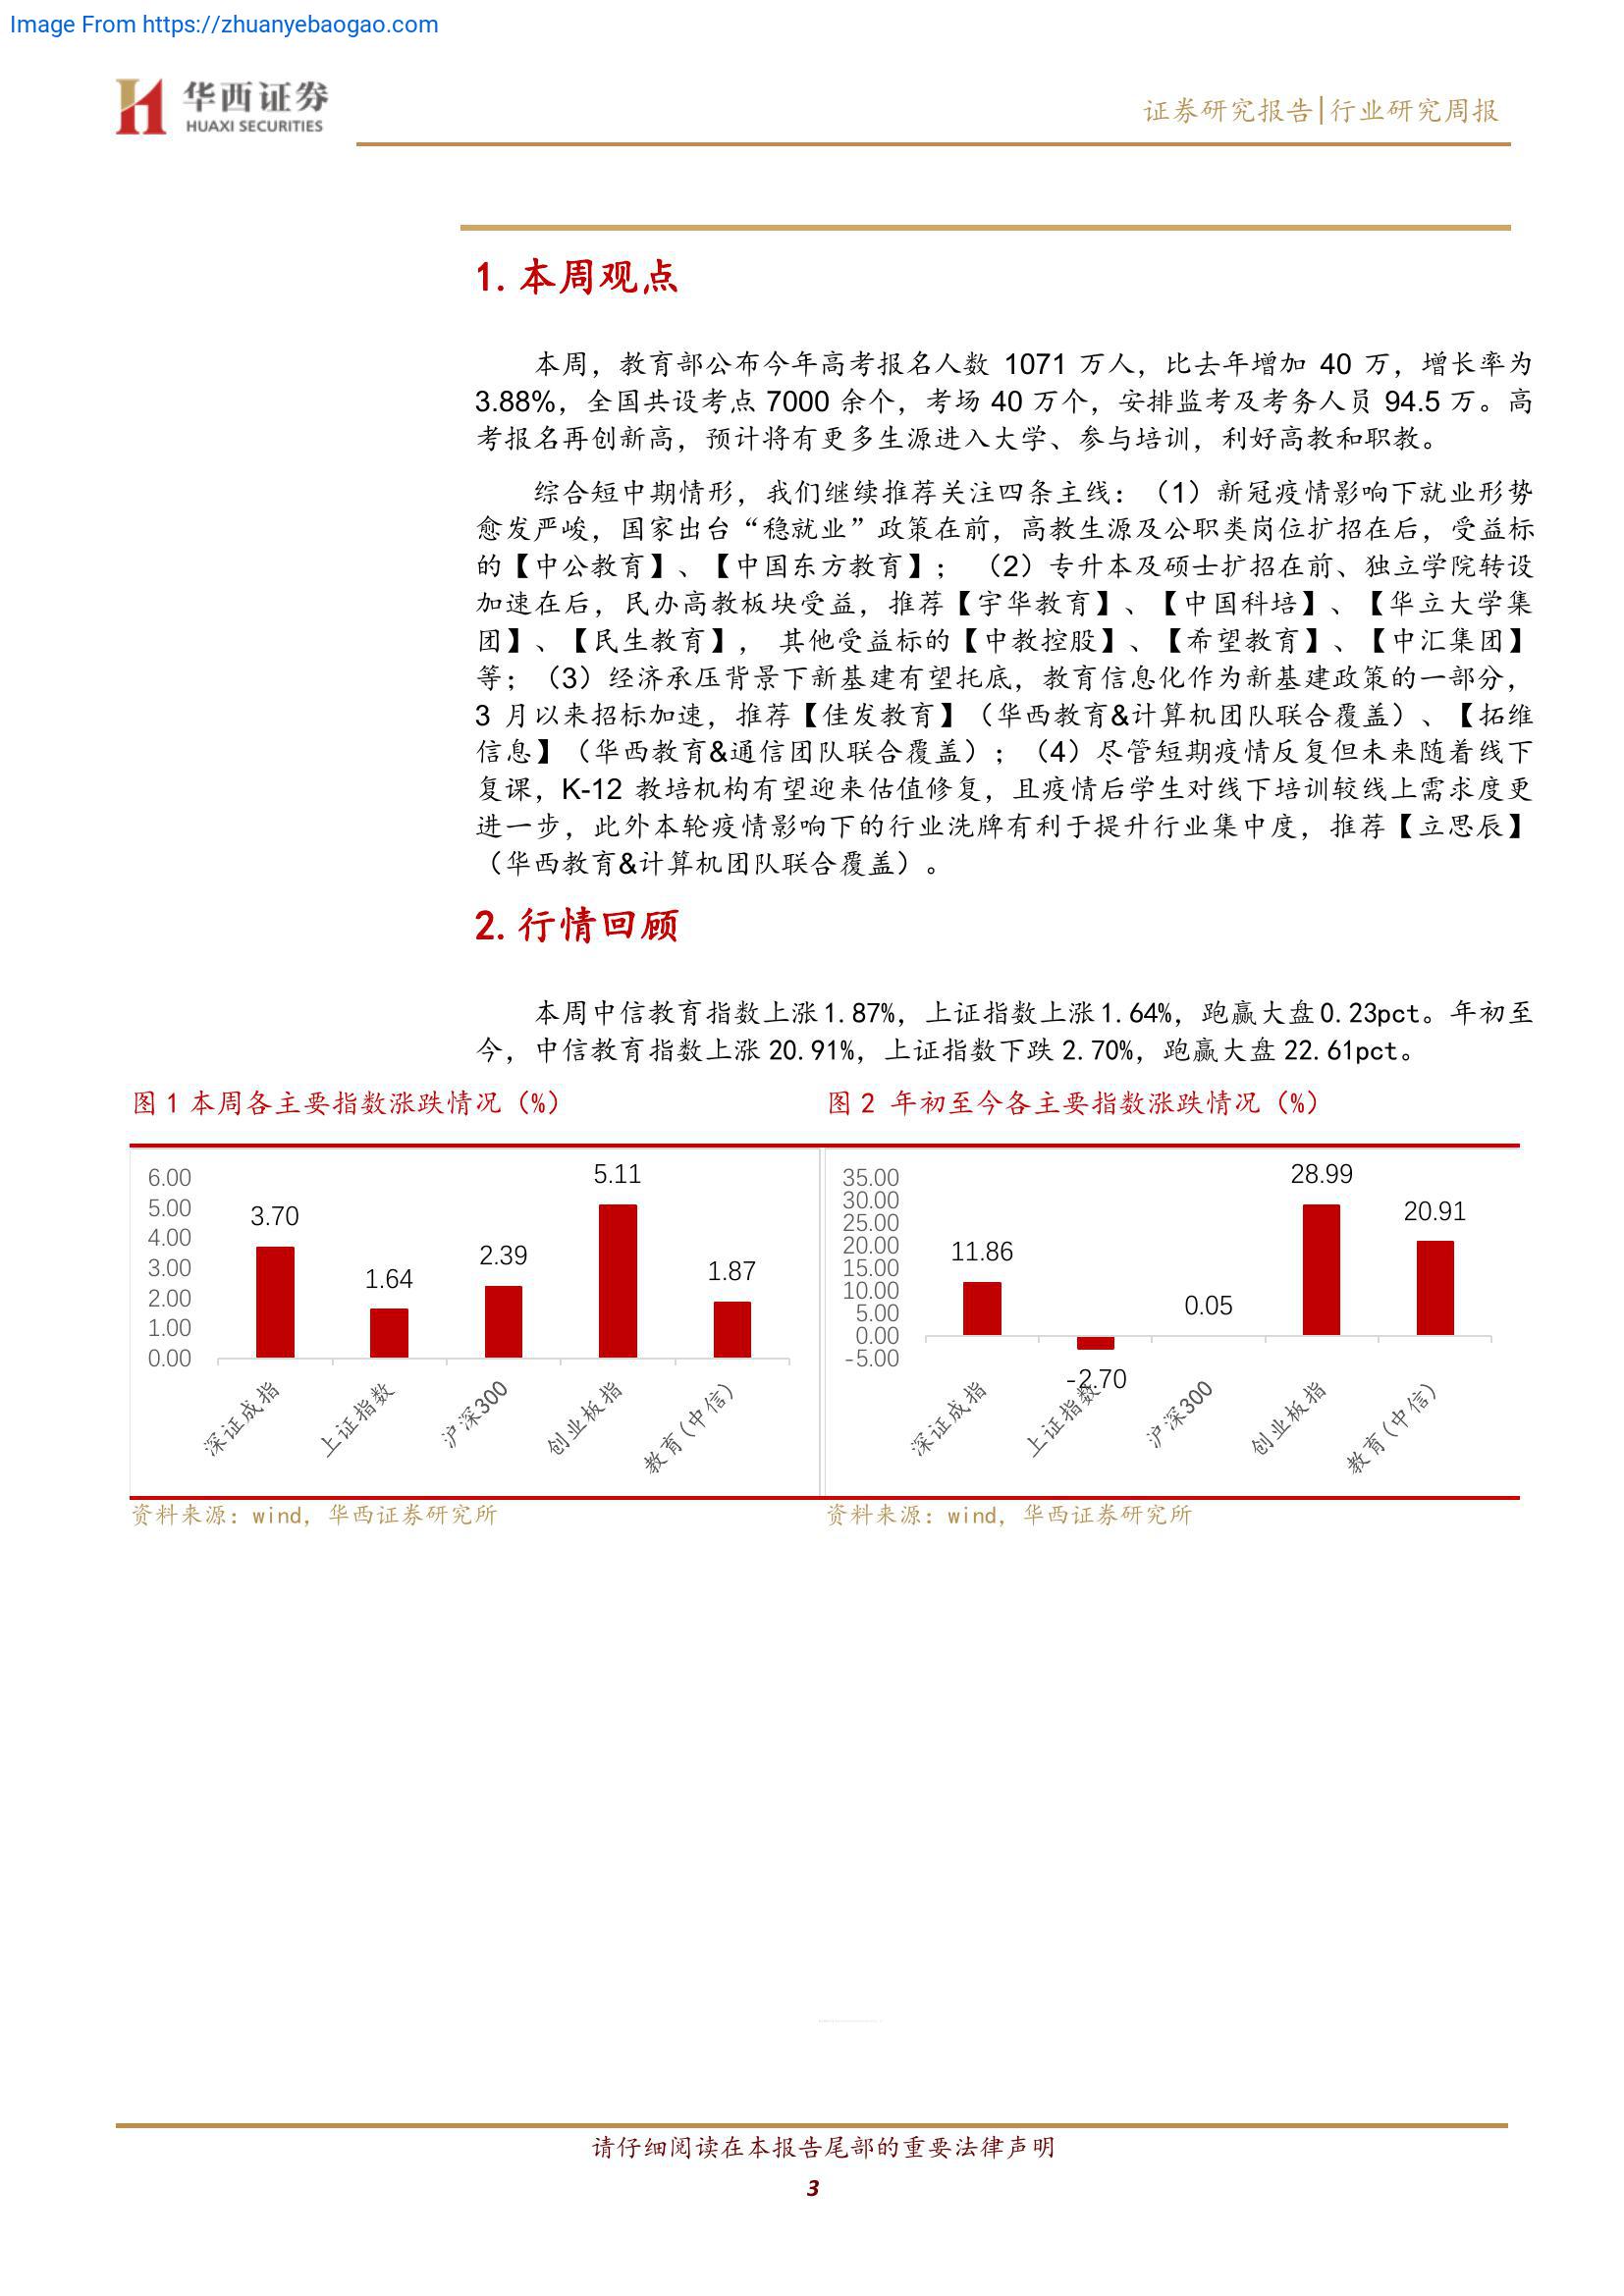 Image From https://zhuanyebaogao.com
华西证券
HUAXI SECURITIES
证券研究报告|行业研究周报
1. 本周观点
本周，教育部公布今年高考报名人数 1071 万人，比去年增加 40 万，增长率为
3.88%，全国共设考点 7000 余个，考场 40 万个，安排监考及考务人员 94.5 万。高
考报名再创新高，预计将有更多生源进入大学、参与培训，利好高教和职教。
综合短中期情形，我们继续推荐关注四条主线：（1）新冠疫情影响下就业形势
愈发严峻，国家出台“稳就业”政策在前，高教生源及公职类岗位扩招在后，受益标
的【中公教育】、【中国东方教育】； （2）专升本及硕士扩招在前、独立学院转设
加速在后，民办高教板块受益，推荐【宇华教育】、【中国科培】、【华立大学集
团】、【民生教育】， 其他受益标的【中教控股】、【希望教育】、【中汇集团】
等；（3）经济承压背景下新基建有望托底，教育信息化作为新基建政策的一部分，
3 月以来招标加速，推荐【佳发教育】（华西教育&计算机团队联合覆盖）、【拓维
信息】（华西教育&通信团队联合覆盖）；（4）尽管短期疫情反复但未来随着线下
复课，K-12 教培机构有望迎来估值修复，且疫情后学生对线下培训较线上需求度更
进一步，此外本轮疫情影响下的行业洗牌有利于提升行业集中度，推荐【立思辰】
（华西教育&计算机团队联合覆盖）。
2. 行情回顾
本周中信教育指数上涨 1.87%，上证指数上涨 1.64%，跑赢大盘 0.23pct。年初至
今，中信教育指数上涨 20.91%，上证指数下跌 2.70%，跑赢大盘 22.61pct。
图 1 本周各主要指数涨跌情况（%）
6.00
5.00
4.00
3.00
2.00
1.00
0.00
3.70
1.64
2.39
5.11
1.87
深证成指
上证指数
沪深300
创业板指
教育(中信)
资料来源：wind，华西证券研究所
图 2 年初至今各主要指数涨跌情况（%）
35.00
30.00
25.00
20.00
15.00
10.00
5.00
0.00
-5.00
11.86
-2.70
0.05
28.99
20.91
深证成指
上证指数
沪深300
创业板指
教育(中信)
资料来源：wind，华西证券研究所
请仔细阅读在本报告尾部的重要法律声明
3